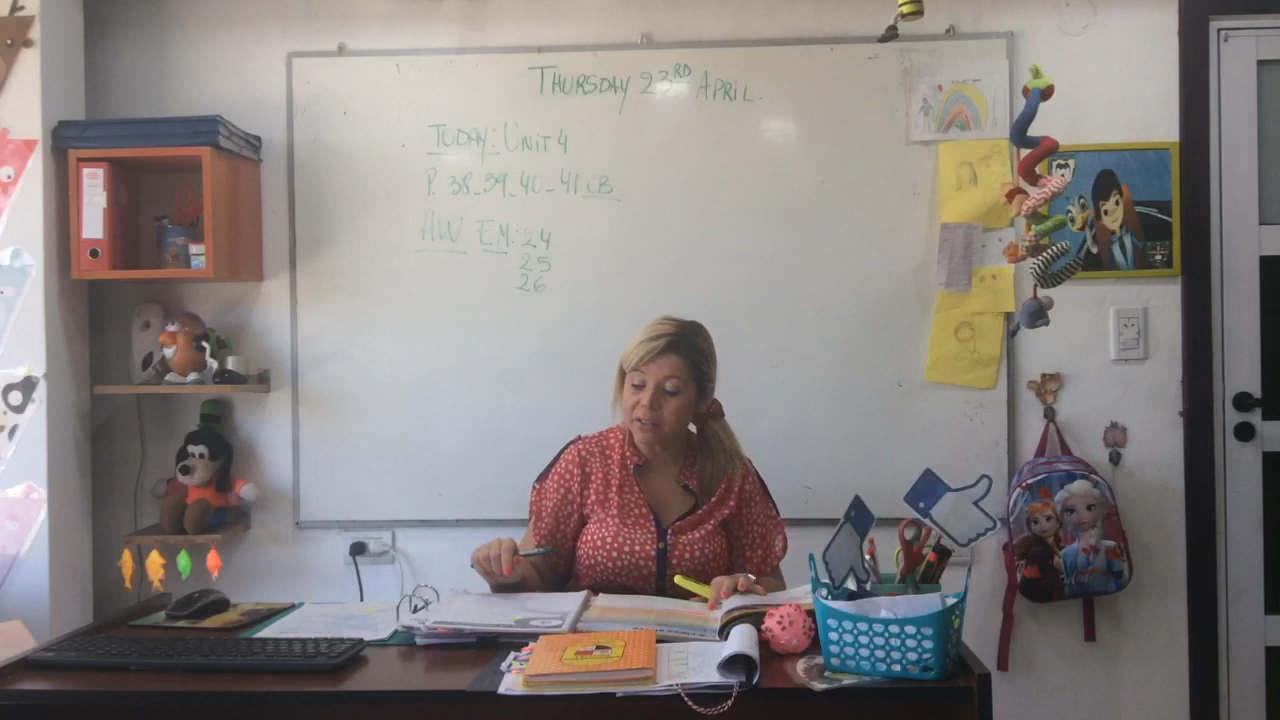 THURSDAY 23RD APRIL.
TODAY: UNIT 4
P. 38_39_40_41 CB
HW EM: 24
25
26